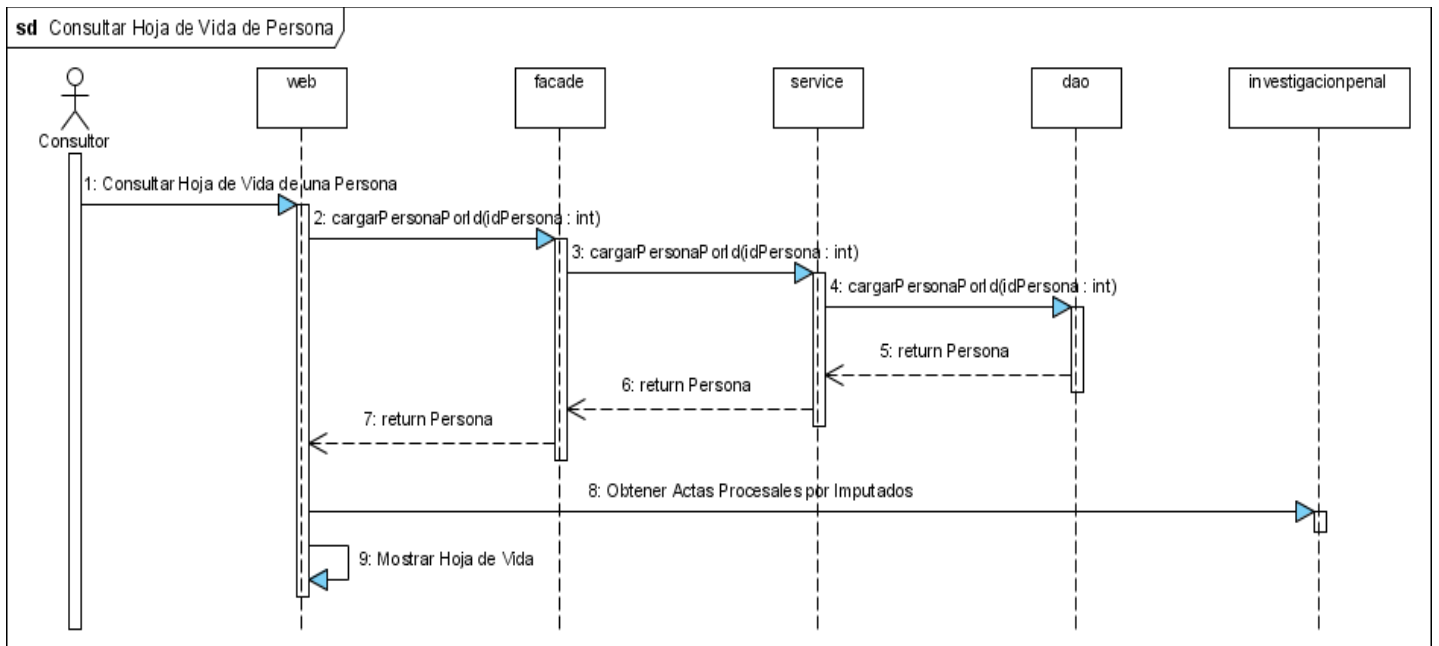 sd Consultar Hoja de Vida de Persona
web
facade
service
dao
investigacionpenal
Consultor
1: Consultar Hoja de Vida de una Persona
2: cargarPersonaPorId(idPersona : int)
3: cargarPersonaPorId(idPersona : int)
4: cargarPersonaPorId(idPersona : int)
5: return Persona
6: return Persona
7: return Persona
8: Obtener Actas Procesales por Imputados
9: Mostrar Hoja de Vida